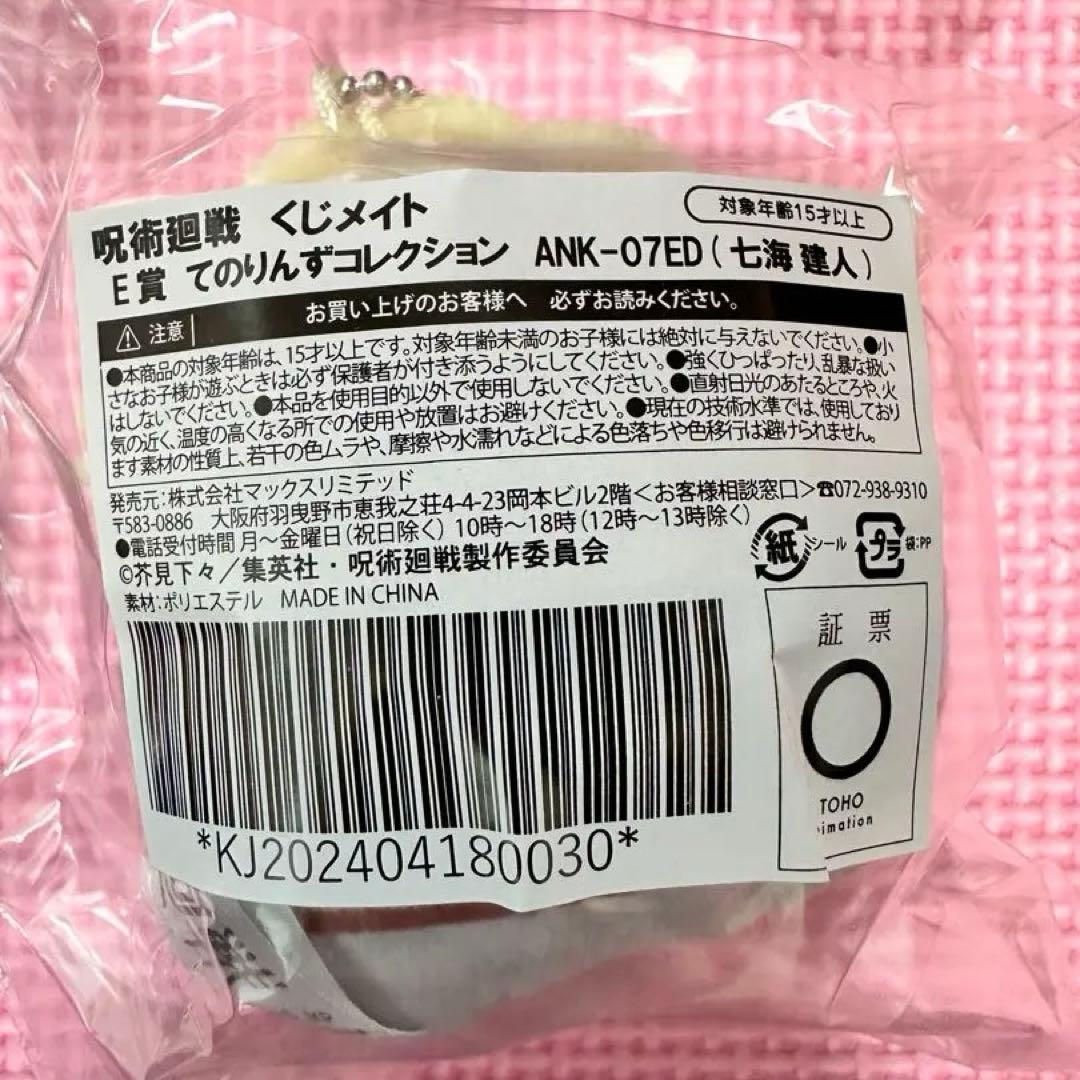 呪術廻戦 くじメイト
対象年齢15才以上
E賞 てのりんずコレクション ANK-07ED(七海 建人)
お買い上げのお客様へ 必ずお読みください。
注意
●本商品の対象年齢は、15才以上です。対象年齢未満のお子様には絶対に与えないでください。●小
さなお子様が遊ぶときは必ず保護者が付き添うようにしてください。●強くひっぱったり、乱暴な扱い
はしないでください。●本品を使用目的以外で使用しないでください。●直射日光のあたるところや、火
気の近く、温度の高くなる所での使用や放置はお避けください。●現在の技術水準では、使用しており
ます素材の性質上、若干の色ムラや、摩擦や水濡れなどによる色落ちや色移行は避けられません。
発売元:株式会社マックスリミテッド
〒583-0886 大阪府羽曳野市恵我之荘4-4-23岡本ビル2階<お客様相談窓口>☎072-938-9310
●電話受付時間 月〜金曜日(祝日除く) 10時〜18時(12時〜13時除く)
©芥見下々/集英社・呪術廻戦製作委員会
素材:ポリエステル MADE IN CHINA
紙 シール プラ 袋:PP
証票
TOHO
imation
*KJ202404180030*